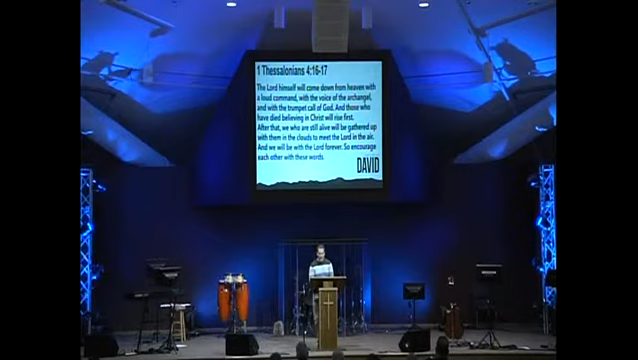 1 Thessalonians 4:16-17
The Lord himself will come down from heaven with
a loud command, with the voice of the archangel,
and with the trumpet call of God. And those who
have died believing in Christ will rise first.
After that, we who are still alive will be gathered up
with them in the clouds to meet the Lord in the air.
And we will be with the Lord forever. So encourage
each other with these words.
DAVID